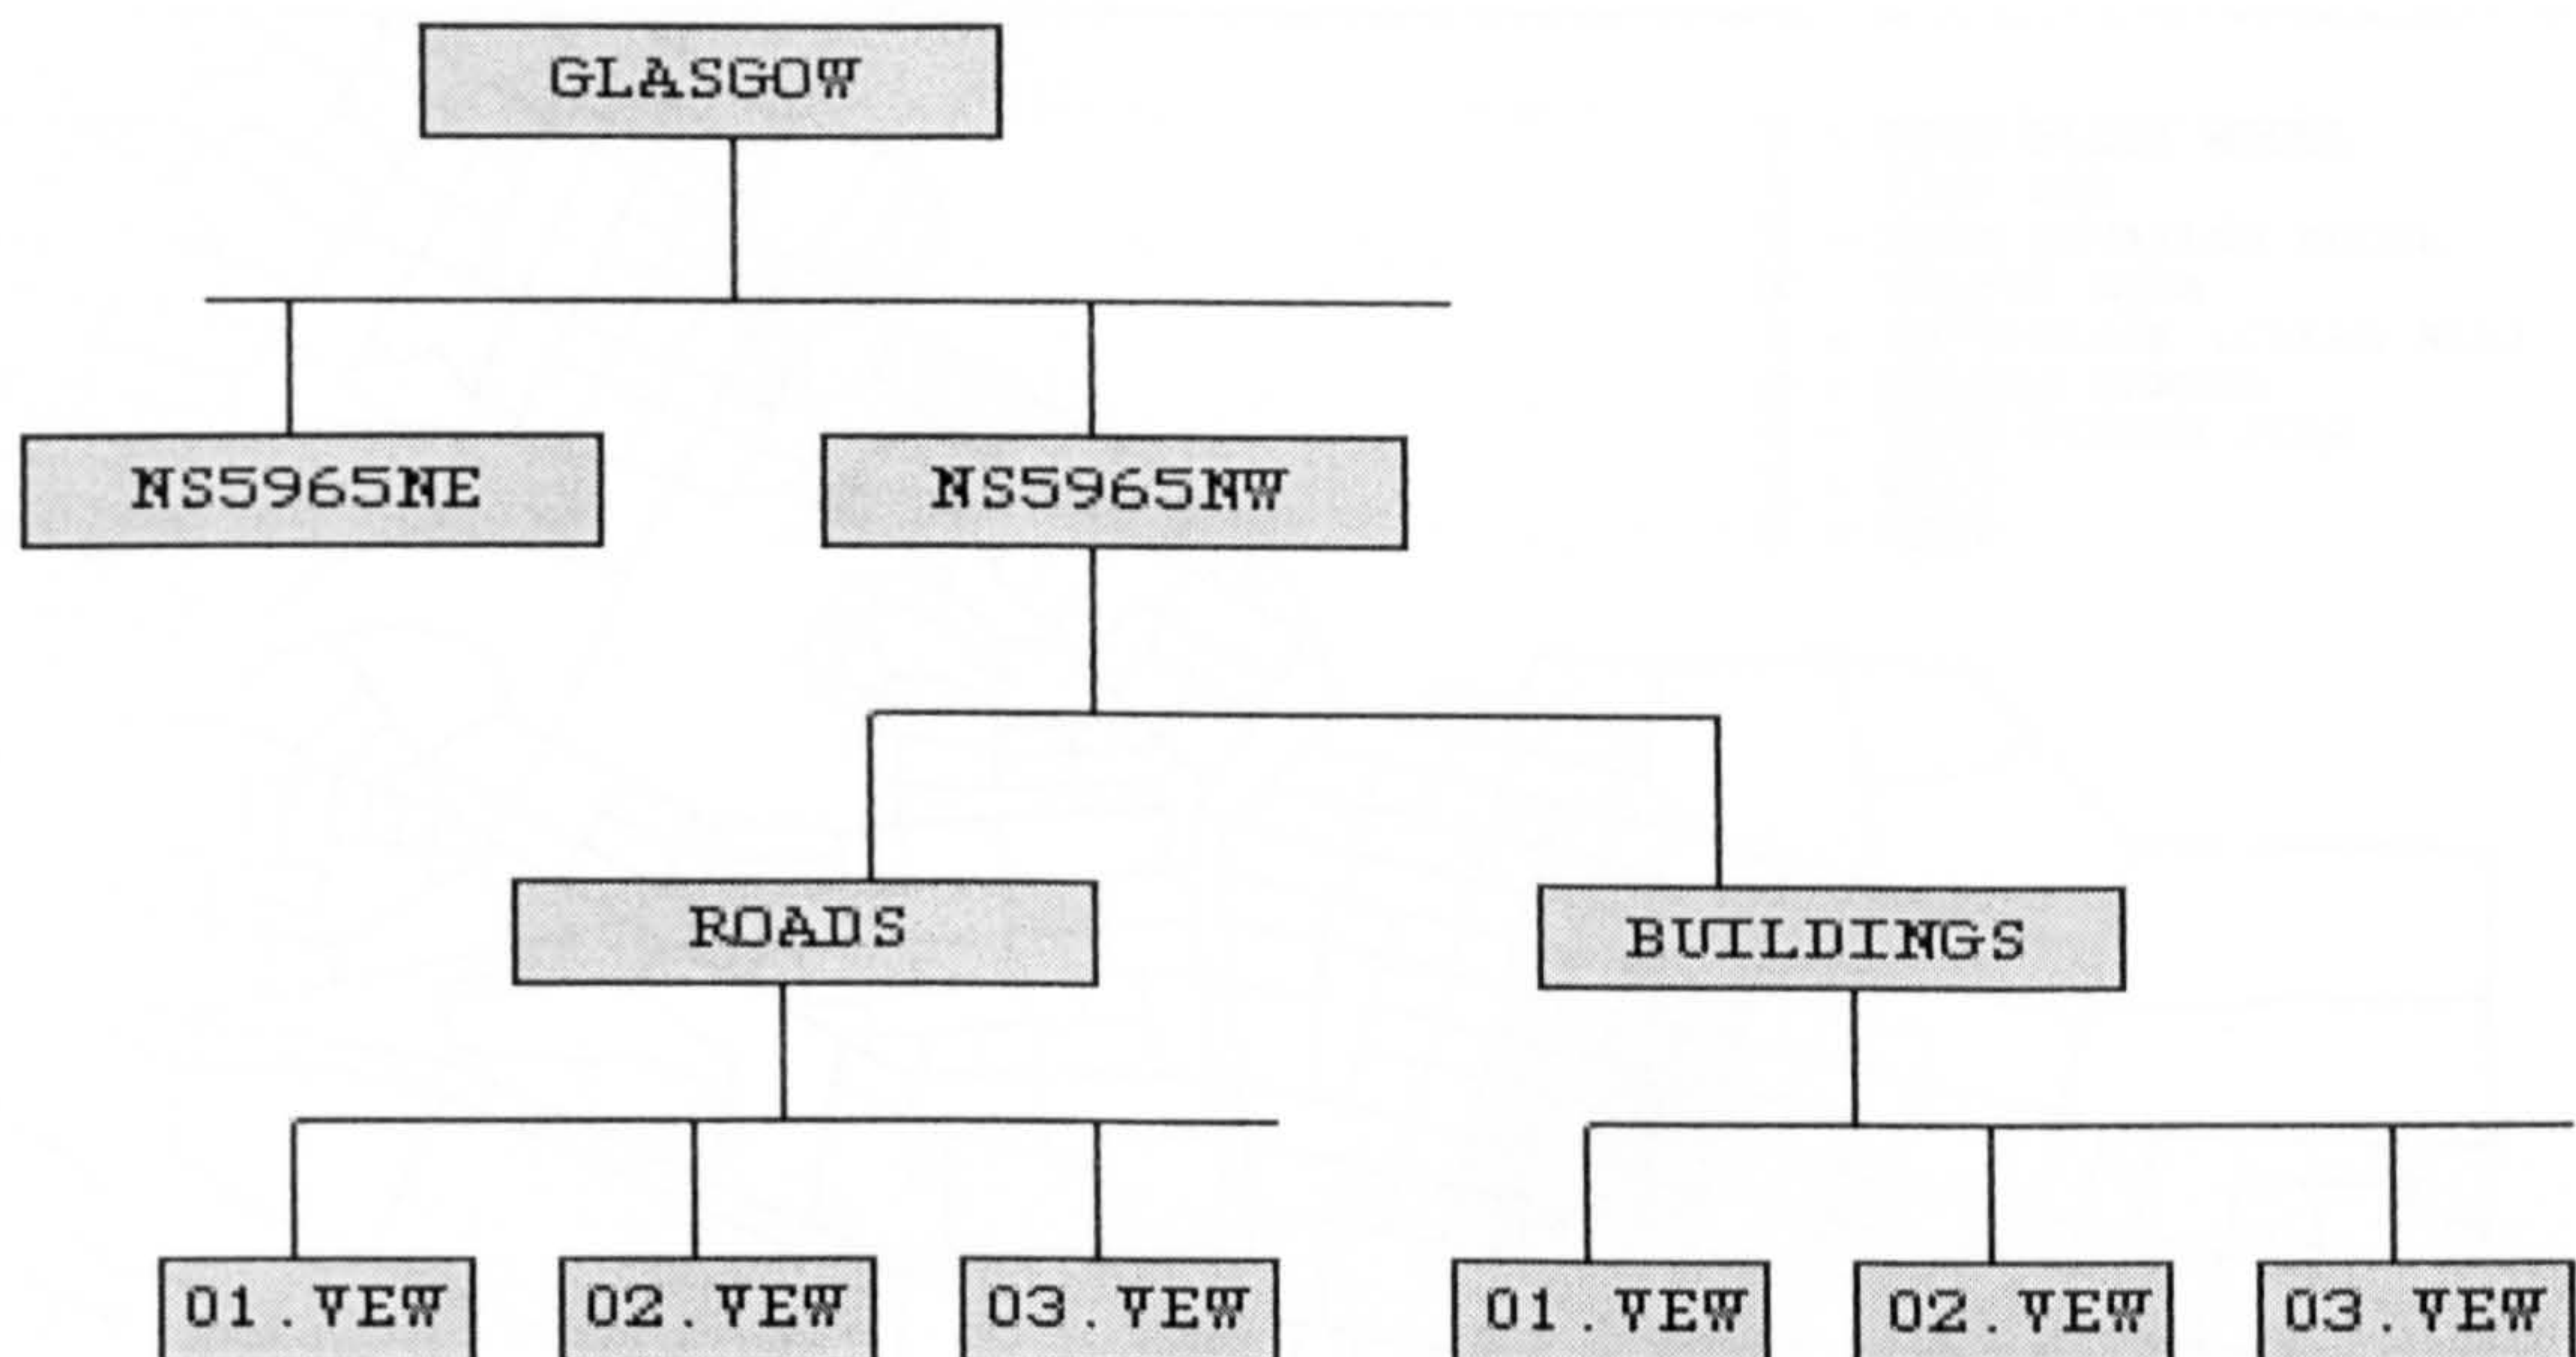 GLASGOW
NS5965NE NS5965NW
ROADS BUILDINGS
01.VEW 02.VEW 03.VEW 01.VEW 02.VEW 03.VEW